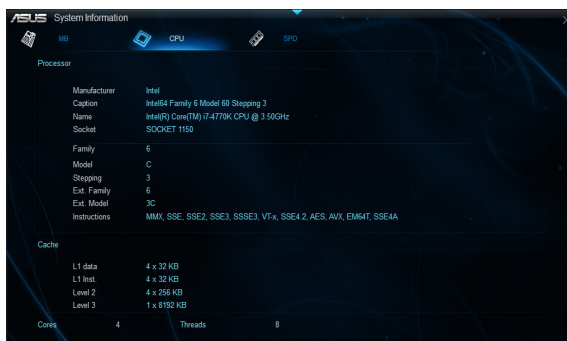 ASUS System Information
MB CPU SPD
Processor
Manufacturer Intel
Caption Intel64 Family 6 Model 60 Stepping 3
Name Intel(R) Core(TM) i7-4770K CPU @ 3.50GHz
Socket SOCKET 1150
Family 6
Model C
Stepping 3
Ext. Family 6
Ext. Model 3C
Instructions MMX, SSE, SSE2, SSE3, SSSE3, VT-x, SSE4.2, AES, AVX, EM64T, SSE4A
Cache
L1 data 4 x 32 KB
L1 Inst. 4 x 32 KB
Level 2 4 x 256 KB
Level 3 1 x 8192 KB
Cores 4 Threads 8